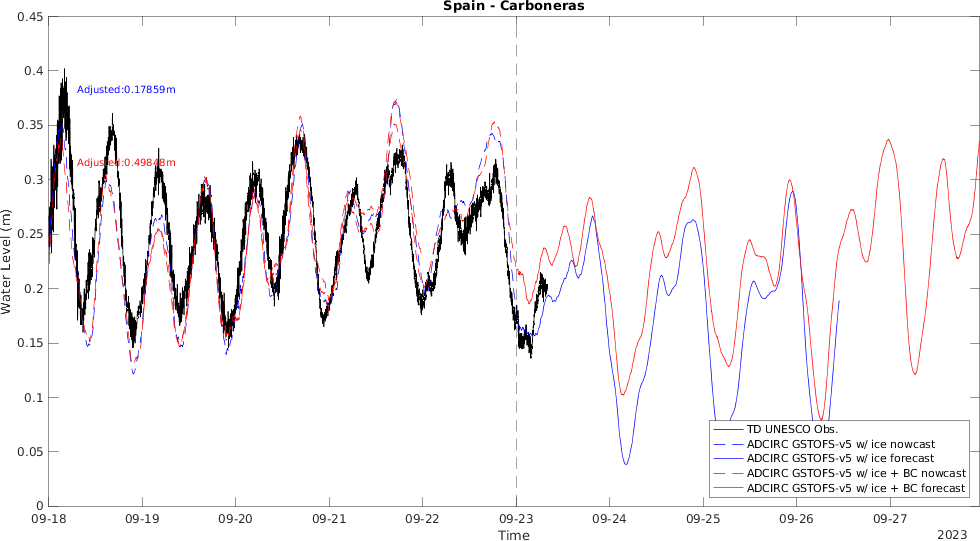 Spain - Carboneras
0.45
0.4
0.35
0.3
0.25
0.2
0.15
0.1
0.05
0
Water Level (m)
Adjusted:0.17859m
Adjusted:0.49848m
TD UNESCO Obs.
ADCIRC GSTOFS-v5 w/ ice nowcast
ADCIRC GSTOFS-v5 w/ ice forecast
ADCIRC GSTOFS-v5 w/ ice + BC nowcast
ADCIRC GSTOFS-v5 w/ ice + BC forecast
09-18 09-19 09-20 09-21 09-22 09-23 09-24 09-25 09-26 09-27
Time
2023